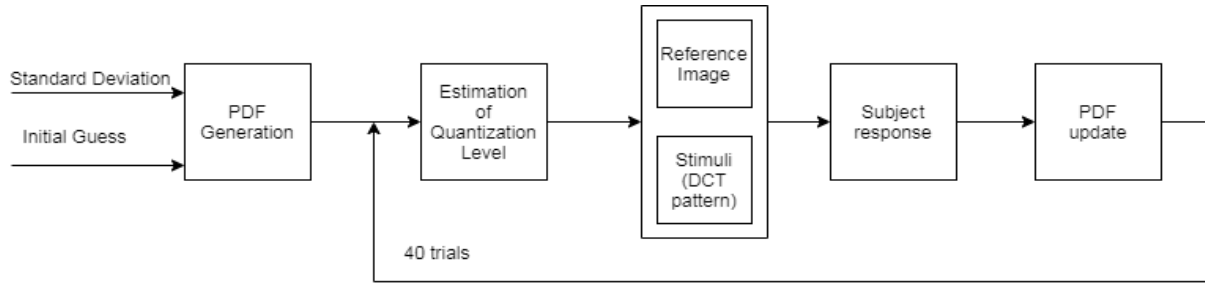 Standard Deviation
Initial Guess
PDF
Generation
Estimation
of
Quantization
Level
Reference
Image
Stimuli
(DCT
pattern)
Subject
response
PDF
update
40 trials